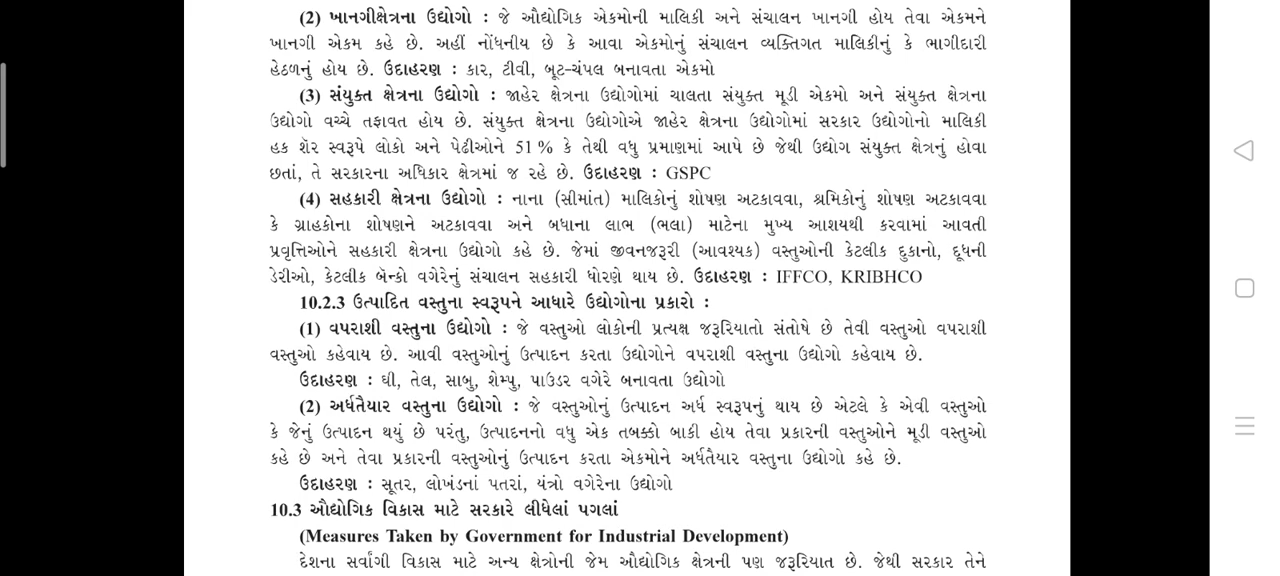 (2) ખાનગીક્ષેત્રના ઉદ્યોગો : જે ઔદ્યોગિક એકમોની માલિકી અને સંચાલન ખાનગી હોય તેવા એકમને
ખાનગી એકમ કહે છે. અહીં નોંધનીય છે કે આવા એકમોનું સંચાલન વ્યક્તિગત માલિકીનું કે ભાગીદારી
હેઠળનું હોય છે. ઉદાહરણ : કાર, ટીવી, બૂટ-ચંપલ બનાવતા એકમો
(3) સંયુક્ત ક્ષેત્રના ઉદ્યોગો : જાહેર ક્ષેત્રના ઉદ્યોગોમાં ચાલતા સંયુક્ત મૂડી એકમો અને સંયુક્ત ક્ષેત્રના
ઉદ્યોગો વચ્ચે તફાવત હોય છે. સંયુક્ત ક્ષેત્રના ઉદ્યોગોએ જાહેર ક્ષેત્રના ઉદ્યોગોમાં સરકાર ઉદ્યોગોનો માલિકી
હક શૅર સ્વરૂપે લોકો અને પેઢીઓને 51 % કે તેથી વધુ પ્રમાણમાં આપે છે જેથી ઉદ્યોગ સંયુક્ત ક્ષેત્રનું હોવા
છતાં, તે સરકારના અધિકાર ક્ષેત્રમાં જ રહે છે. ઉદાહરણ : GSPC
(4) સહકારી ક્ષેત્રના ઉદ્યોગો : નાના (સીમાંત) માલિકોનું શોષણ અટકાવવા, શ્રમિકોનું શોષણ અટકાવવા
કે ગ્રાહકોના શોષણને અટકાવવા અને બધાના લાભ (ભલા) માટેના મુખ્ય આશયથી કરવામાં આવતી
પ્રવૃત્તિઓને સહકારી ક્ષેત્રના ઉદ્યોગો કહે છે. જેમાં જીવનજરૂરી (આવશ્યક) વસ્તુઓની કેટલીક દુકાનો, દૂધની
ડેરીઓ, કેટલીક બૅન્કો વગેરેનું સંચાલન સહકારી ધોરણે થાય છે. ઉદાહરણ : IFFCO, KRIBHCO
10.2.3 ઉત્પાદિત વસ્તુના સ્વરૂપને આધારે ઉદ્યોગોના પ્રકારો :
(1) વપરાશી વસ્તુના ઉદ્યોગો : જે વસ્તુઓ લોકોની પ્રત્યક્ષ જરૂરિયાતો સંતોષે છે તેવી વસ્તુઓ વપરાશી
વસ્તુઓ કહેવાય છે. આવી વસ્તુઓનું ઉત્પાદન કરતા ઉદ્યોગોને વપરાશી વસ્તુના ઉદ્યોગો કહેવાય છે.
ઉદાહરણ : ઘી, તેલ, સાબુ, શેમ્પુ, પાઉડર વગેરે બનાવતા ઉદ્યોગો
(2) અર્ધતૈયાર વસ્તુના ઉદ્યોગો : જે વસ્તુઓનું ઉત્પાદન અર્ધ સ્વરૂપનું થાય છે એટલે કે એવી વસ્તુઓ
કે જેનું ઉત્પાદન થયું છે પરંતુ, ઉત્પાદનનો વધુ એક તબક્કો બાકી હોય તેવા પ્રકારની વસ્તુઓને મૂડી વસ્તુઓ
કહે છે અને તેવા પ્રકારની વસ્તુઓનું ઉત્પાદન કરતા એકમોને અર્ધતૈયાર વસ્તુના ઉદ્યોગો કહે છે.
ઉદાહરણ : સૂતર, લોખંડનાં પતરાં, યંત્રો વગેરેના ઉદ્યોગો
10.3 ઔદ્યોગિક વિકાસ માટે સરકારે લીધેલાં પગલાં
(Measures Taken by Government for Industrial Development)
દેશના સર્વાંગી વિકાસ માટે અન્ય ક્ષેત્રોની જેમ ઔદ્યોગિક ક્ષેત્રની પણ જરૂરિયાત છે. જેથી સરકાર તેને